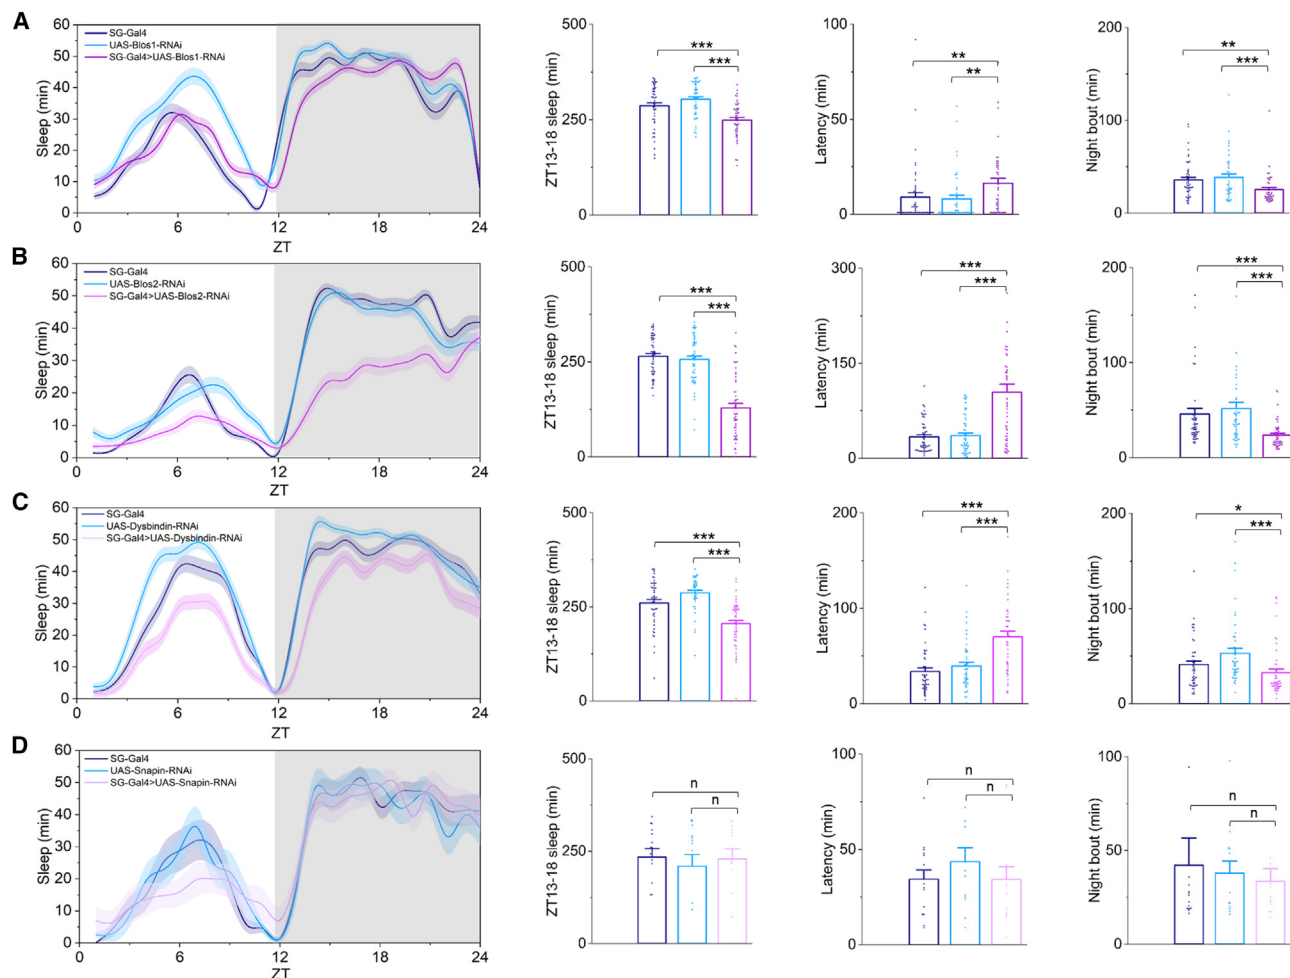 A
60
50
40
30
20
10
0
Sleep (min)
SG-Gal4
UAS-Blos1-RNAi
SG-Gal4>UAS-Blos1-RNAi
0 6 12 18 24
ZT
500
250
0
ZT13-18 sleep (min)
***
***
100
50
0
Latency (min)
**
**
200
100
0
Night bout (min)
**
***
B
60
50
40
30
20
10
0
Sleep (min)
SG-Gal4
UAS-Blos2-RNAi
SG-Gal4>UAS-Blos2-RNAi
0 6 12 18 24
ZT
500
250
0
ZT13-18 sleep (min)
***
***
300
150
0
Latency (min)
***
***
200
100
0
Night bout (min)
***
***
C
60
50
40
30
20
10
0
Sleep (min)
SG-Gal4
UAS-Dysbindin-RNAi
SG-Gal4>UAS-Dysbindin-RNAi
0 6 12 18 24
ZT
500
250
0
ZT13-18 sleep (min)
***
***
200
100
0
Latency (min)
***
***
200
100
0
Night bout (min)
*
***
D
60
50
40
30
20
10
0
Sleep (min)
SG-Gal4
UAS-Snapin-RNAi
SG-Gal4>UAS-Snapin-RNAi
0 6 12 18 24
ZT
500
250
0
ZT13-18 sleep (min)
n
n
100
50
0
Latency (min)
n
n
100
50
0
Night bout (min)
n
n